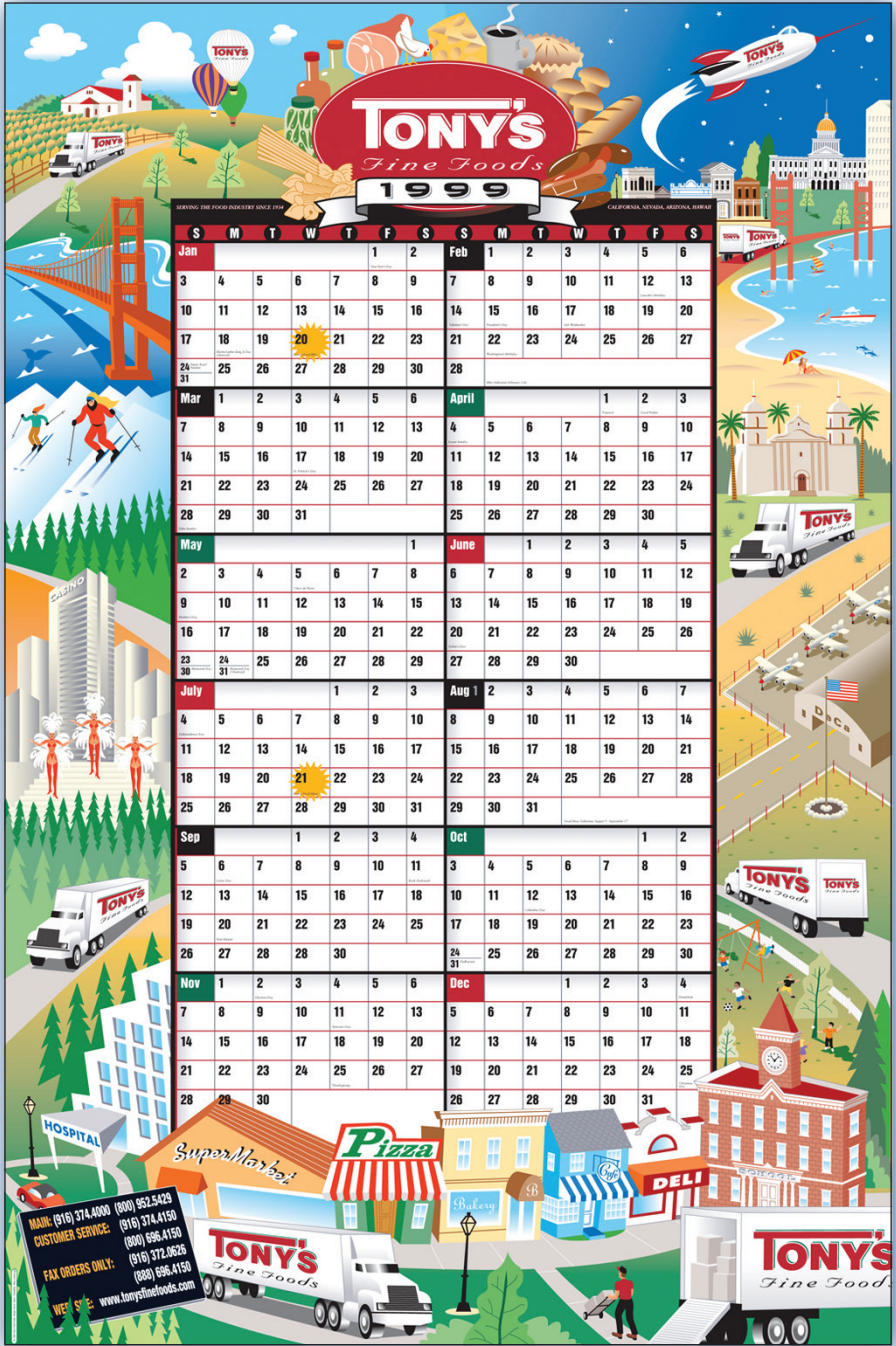 TONY'S
TONY'S
TONY'S
Fine Foods
1999
TONY'S
SERVING THE FOOD INDUSTRY SINCE 1934
CALIFORNIA, NEVADA, ARIZONA, HAWAII
TONY'S
S M T W T F S S M T W T F S
Jan 1 2
3 4 5 6 7 8 9
10 11 12 13 14 15 16
17 18 19 20 21 22 23
24 31 25 26 27 28 29 30
Feb 1 2 3 4 5 6
7 8 9 10 11 12 13
14 15 16 17 18 19 20
21 22 23 24 25 26 27
28
Mar 1 2 3 4 5 6
7 8 9 10 11 12 13
14 15 16 17 18 19 20
21 22 23 24 25 26 27
28 29 30 31
April 1 2 3
4 5 6 7 8 9 10
11 12 13 14 15 16 17
18 19 20 21 22 23 24
25 26 27 28 29 30
TONY'S
Fine Foods
May 1
2 3 4 5 6 7 8
9 10 11 12 13 14 15
16 17 18 19 20 21 22
23 30 24 31 25 26 27 28 29
June 1 2 3 4 5
6 7 8 9 10 11 12
13 14 15 16 17 18 19
20 21 22 23 24 25 26
27 28 29 30
CASINO
July 1 2 3
4 5 6 7 8 9 10
11 12 13 14 15 16 17
18 19 20 21 22 23 24
25 26 27 28 29 30 31
Aug 1 2 3 4 5 6 7
8 9 10 11 12 13 14
15 16 17 18 19 20 21
22 23 24 25 26 27 28
29 30 31
DeCa
Sep 1 2 3 4
5 6 7 8 9 10 11
12 13 14 15 16 17 18
19 20 21 22 23 24 25
26 27 28 29 30
Oct 1 2
3 4 5 6 7 8 9
10 11 12 13 14 15 16
17 18 19 20 21 22 23
24 31 25 26 27 28 29 30
TONY'S
Fine Foods
TONY'S
Fine Foods
TONY'S
Nov 1 2 3 4 5 6
7 8 9 10 11 12 13
14 15 16 17 18 19 20
21 22 23 24 25 26 27
28 29 30
Dec 1 2 3 4
5 6 7 8 9 10 11
12 13 14 15 16 17 18
19 20 21 22 23 24 25
26 27 28 29 30 31
HOSPITAL
SuperMarket
Pizza
Bakery
B
Cafe
DELI
SCHOOL
MAIN: (916) 374.4000 (800) 952.5429
CUSTOMER SERVICE: (916) 374.4150
(800) 696.4150
FAX ORDERS ONLY: (916) 372.0626
(888) 696.4150
WEB SITE: www.tonysfinefoods.com
TONY'S
Fine Foods
TONY'S
Fine Foods